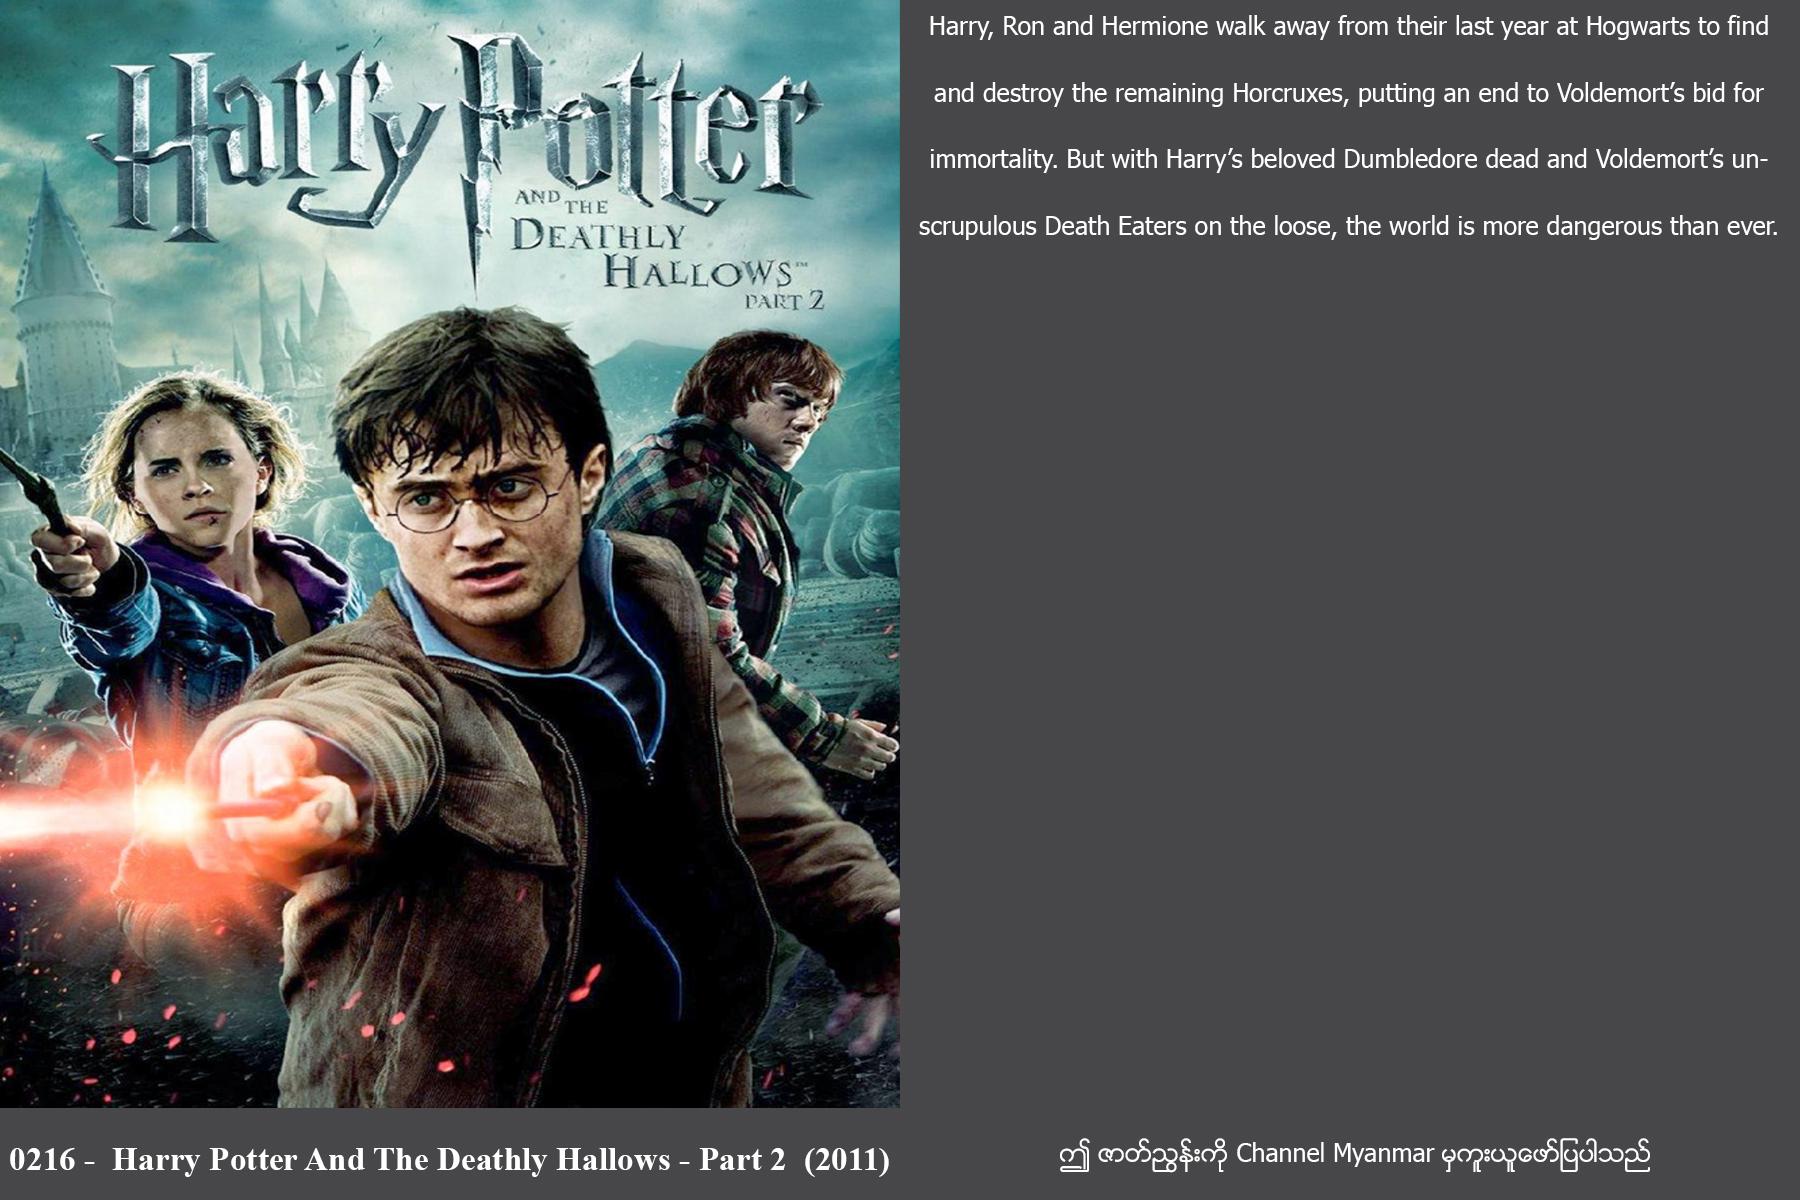 Harry Potter
AND THE
DEATHLY
HALLOWS™
PART 2
Harry, Ron and Hermione walk away from their last year at Hogwarts to find
and destroy the remaining Horcruxes, putting an end to Voldemort’s bid for
immortality. But with Harry’s beloved Dumbledore dead and Voldemort’s un-
scrupulous Death Eaters on the loose, the world is more dangerous than ever.
0216 -  Harry Potter And The Deathly Hallows - Part 2  (2011)
ဤ ဇာတ်ညွှန်းကို Channel Myanmar မှကူးယူဖော်ပြပါသည်